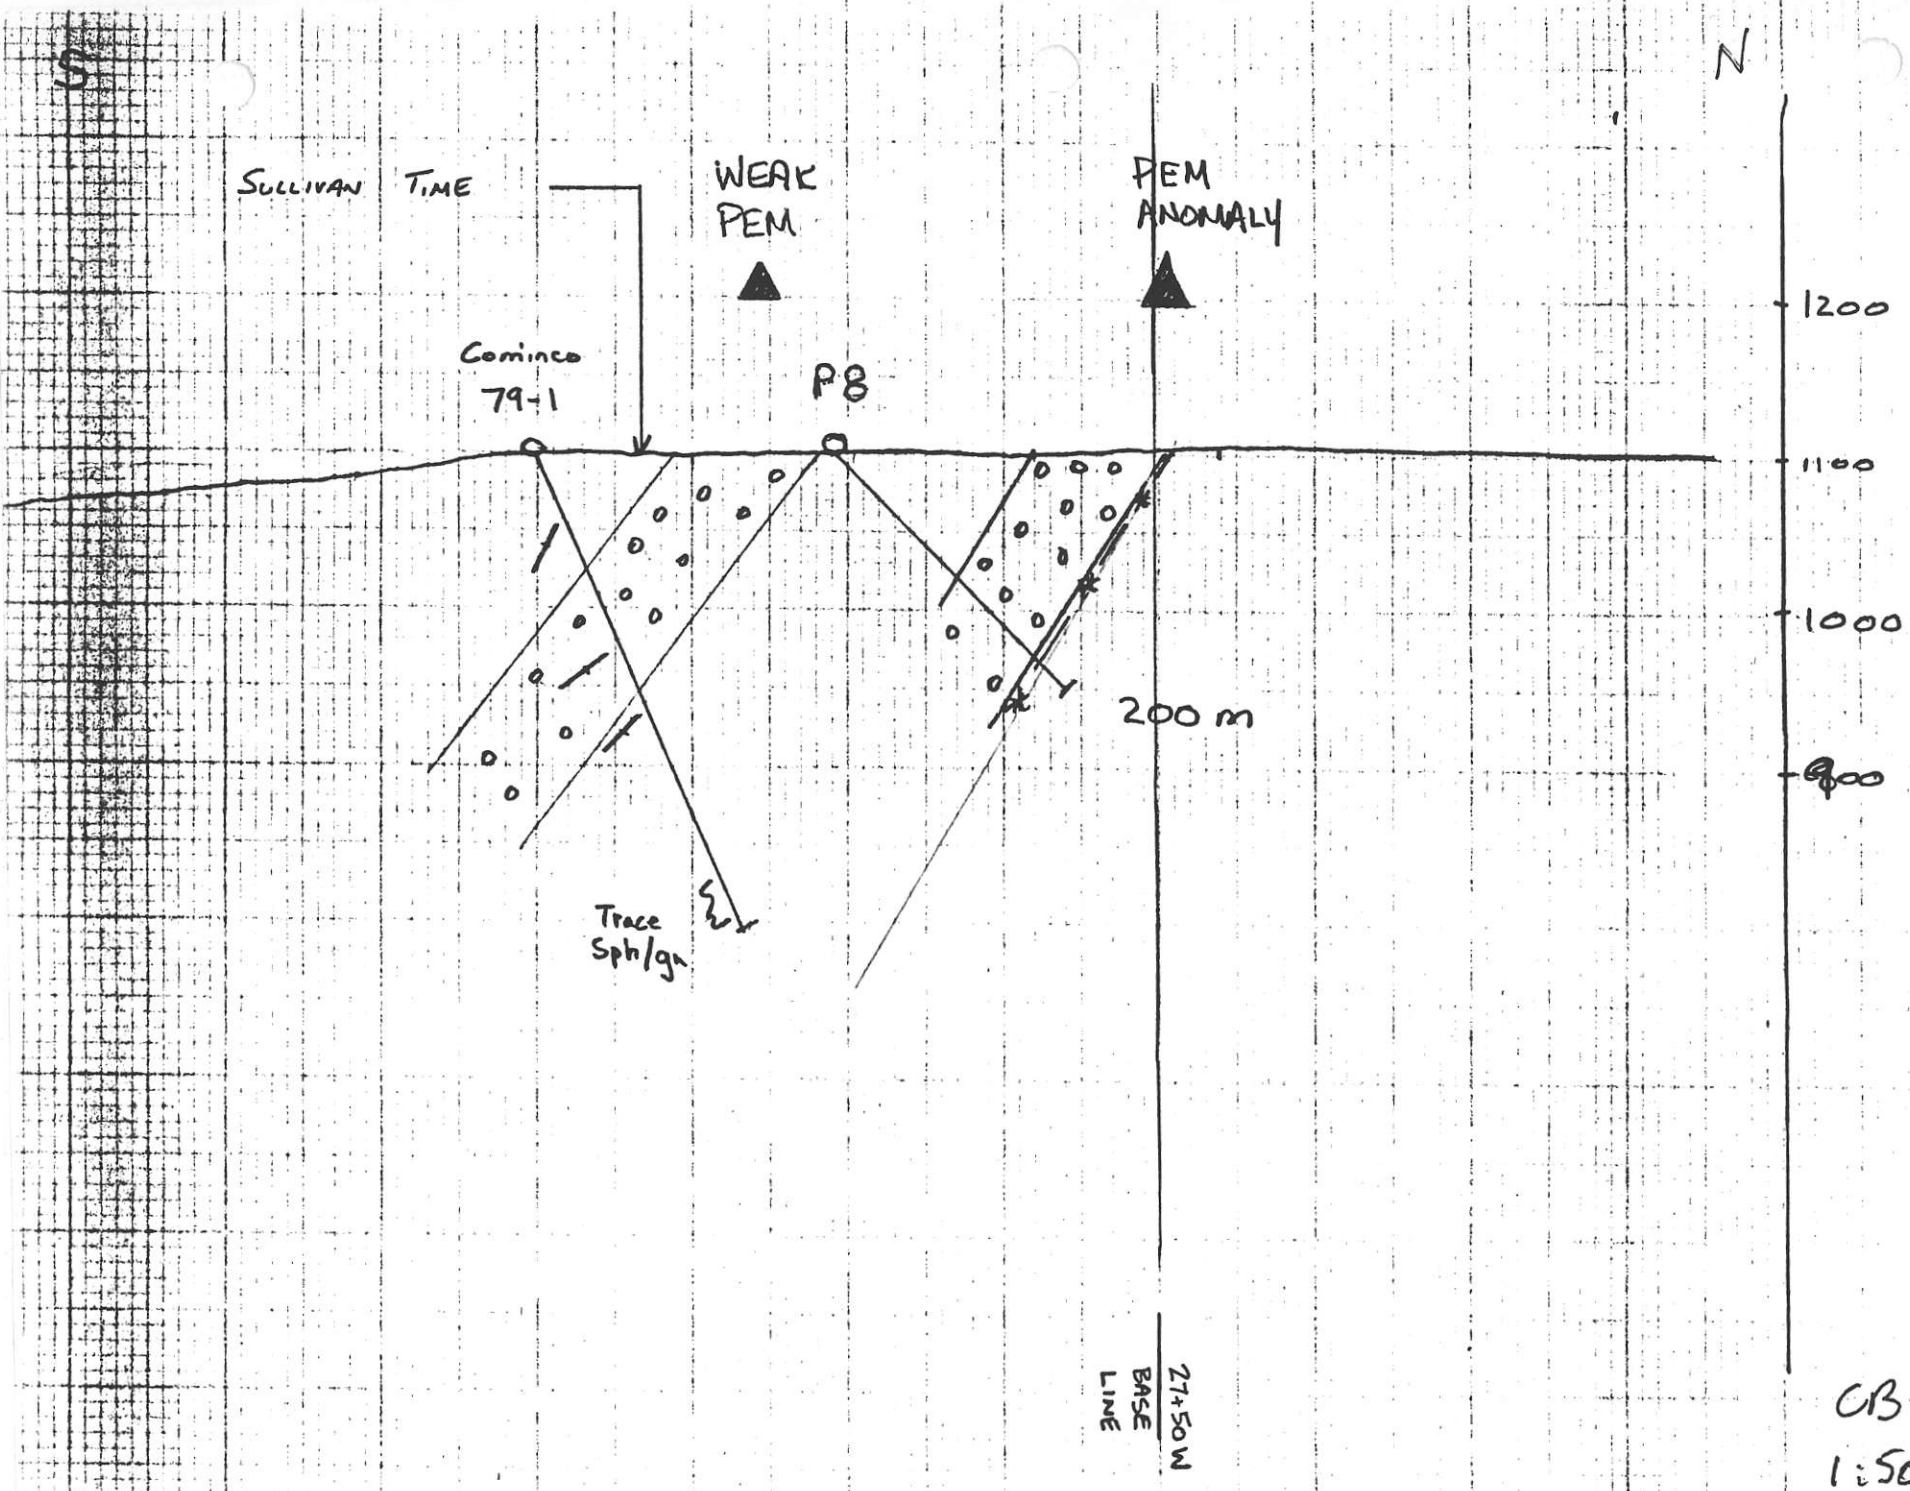 S
N
SULLIVAN TIME
WEAK
PEM
PEM
ANOMALY
1200
Cominco
79-1
P8
1100
1000
200 m
900
Trace
Sph/gn
27+50W
BASE
LINE
CB
1:50